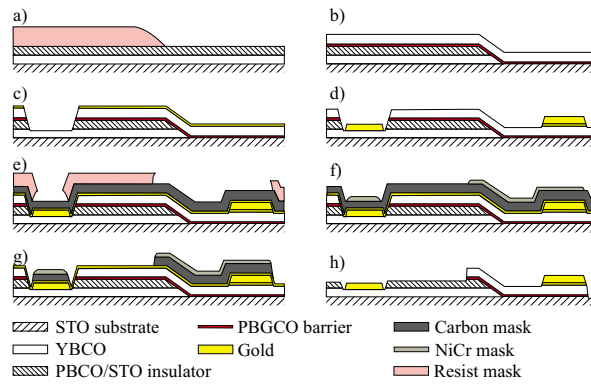 a)
b)
c)
d)
e)
f)
g)
h)
STO substrate
PBGCO barrier
Carbon mask
YBCO
Gold
NiCr mask
PBCO/STO insulator
Resist mask